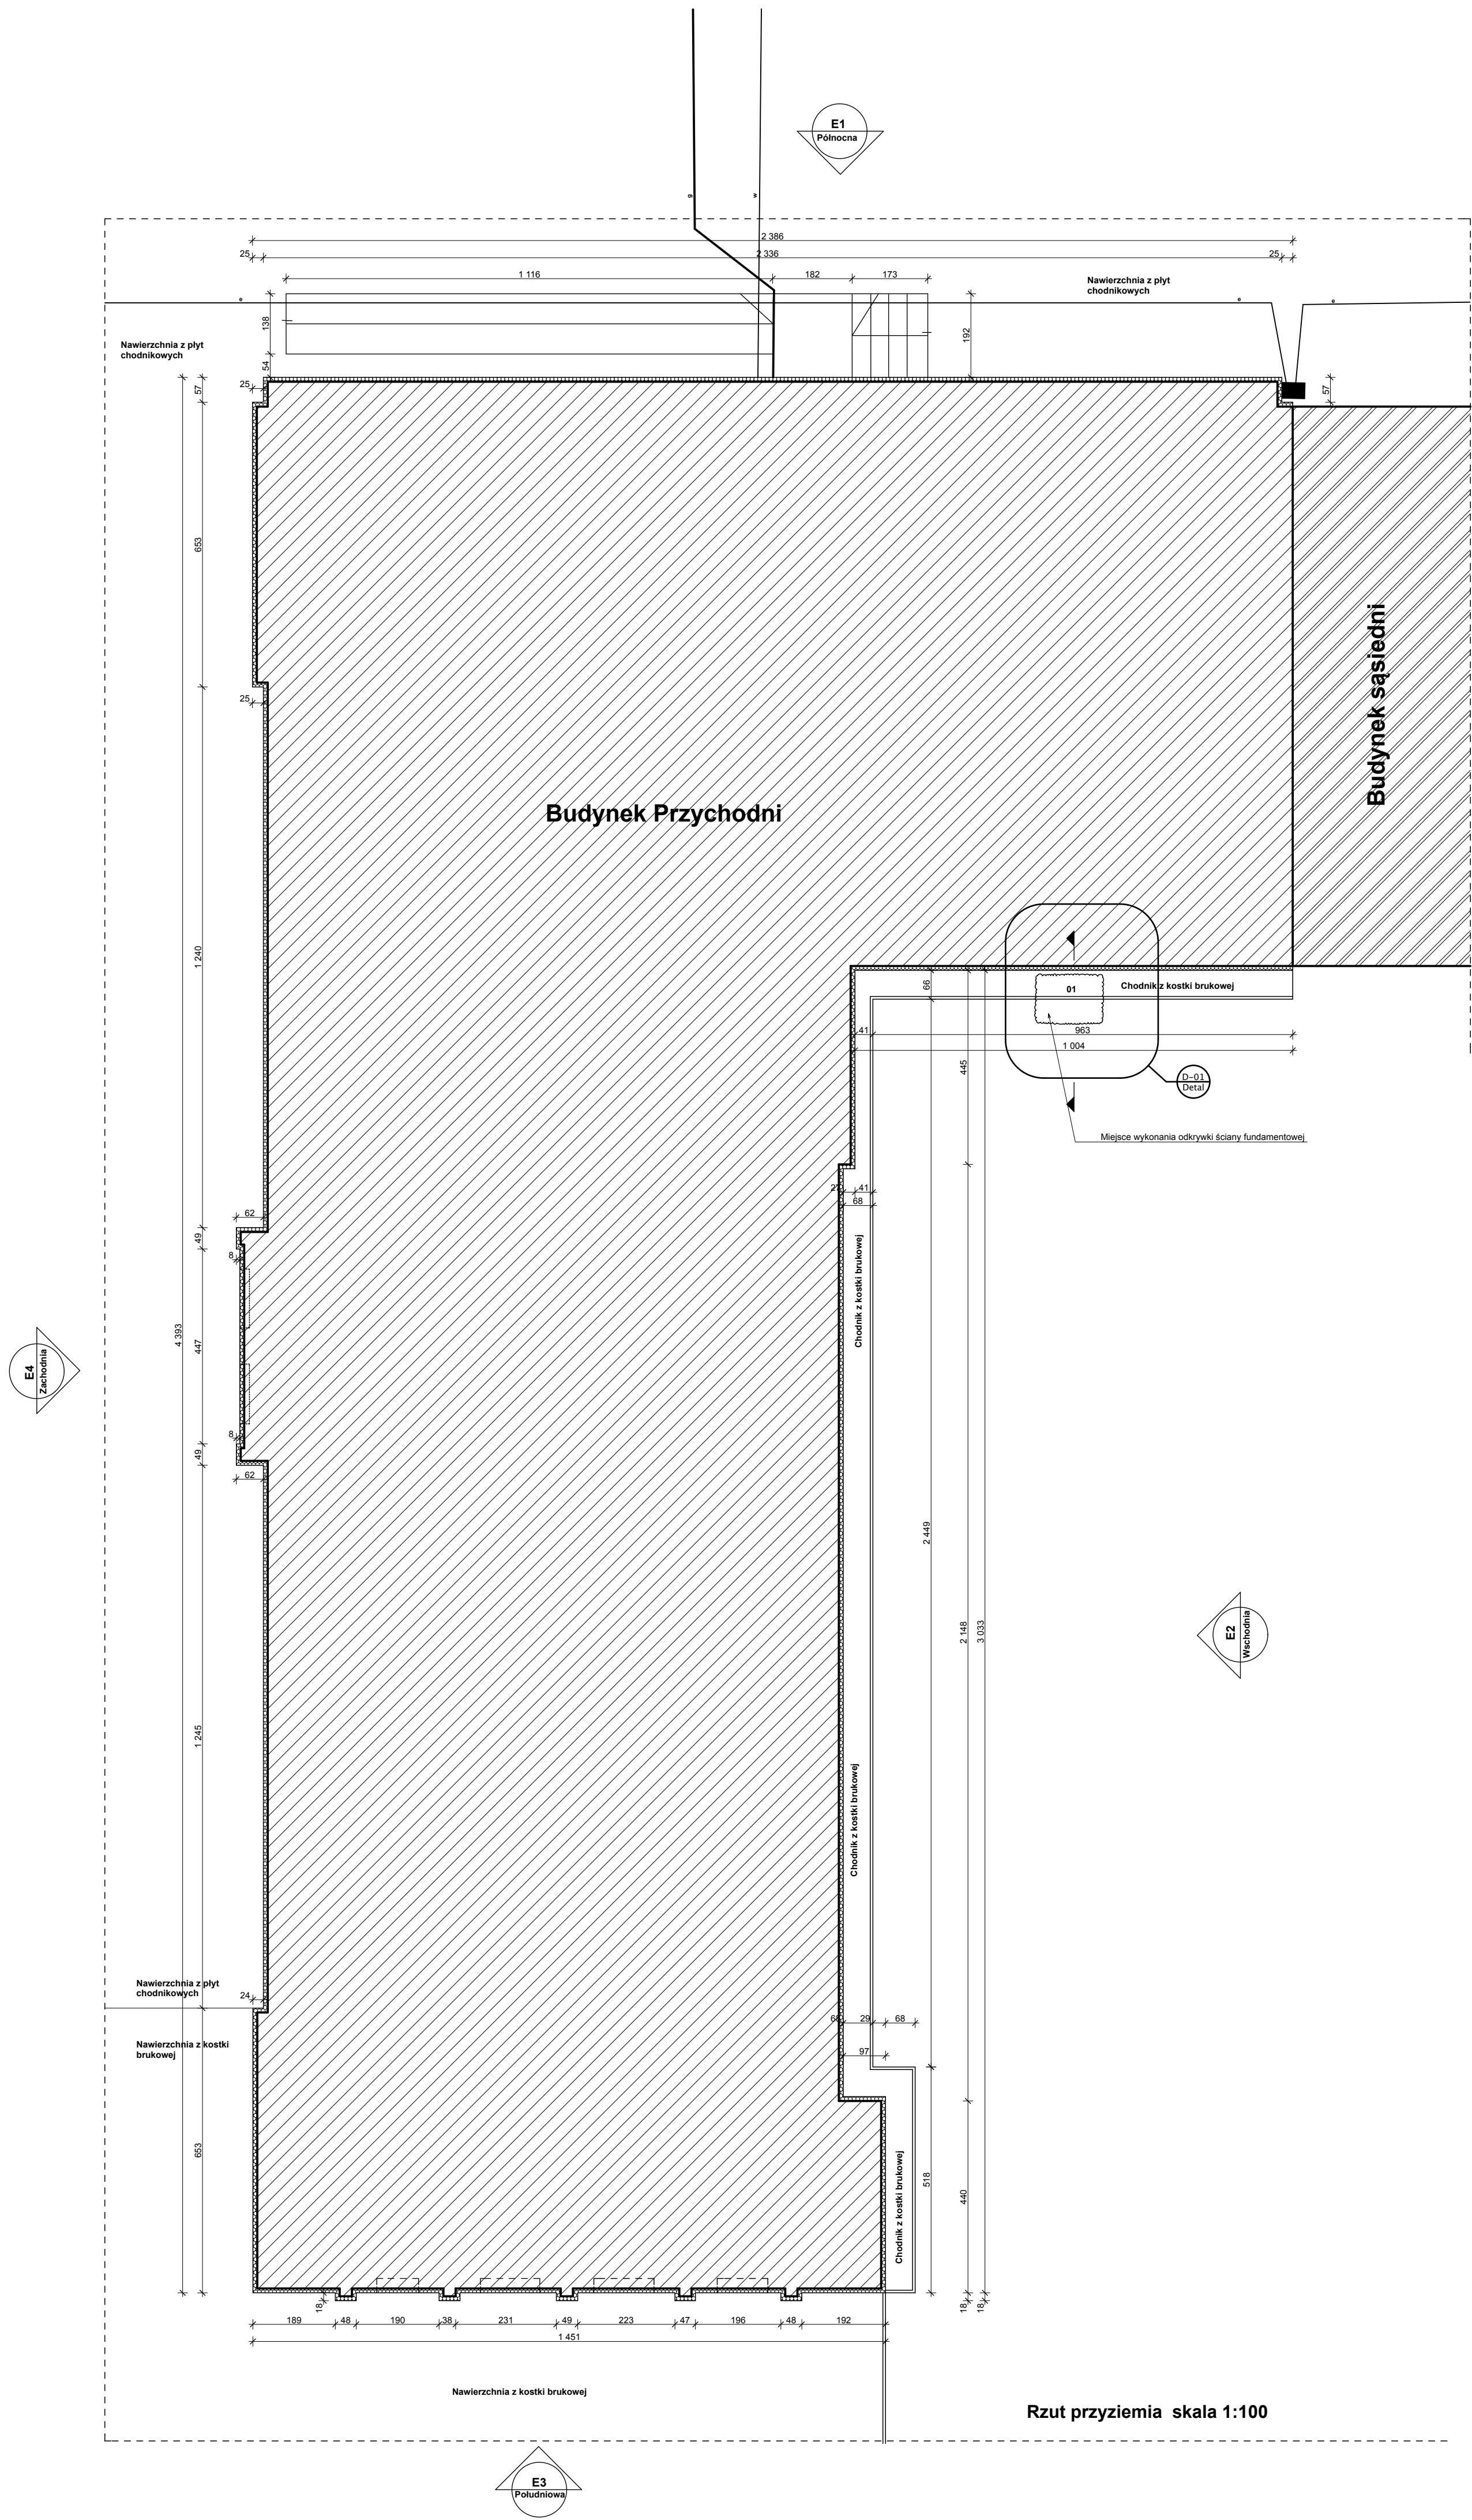 E1
Północna
g
w
2 386
25
2 336
25
1 116
182
173
Nawierzchnia z płyt
chodnikowych
e
e
e
138
192
Nawierzchnia z płyt
chodnikowych
54
57
25
57
653
25
Budynek sąsiedni
Budynek Przychodni
1 240
66
01
Chodnik z kostki brukowej
41
963
1 004
445
D-01
Detal
Miejsce wykonania odkrywki ściany fundamentowej
27
41
68
62
49
8
Chodnik z kostki brukowej
4 393
447
E4
Zachodnia
8
49
62
2 449
2 148
3 033
E2
Wschodnia
1 245
Chodnik z kostki brukowej
Nawierzchnia z płyt
chodnikowych
24
68
29
68
Nawierzchnia z kostki
brukowej
97
653
518
440
Chodnik z kostki brukowej
18
18
18
189
48
190
38
231
49
223
47
196
48
192
1 451
Nawierzchnia z kostki brukowej
Rzut przyziemia skala 1:100
E3
Południowa